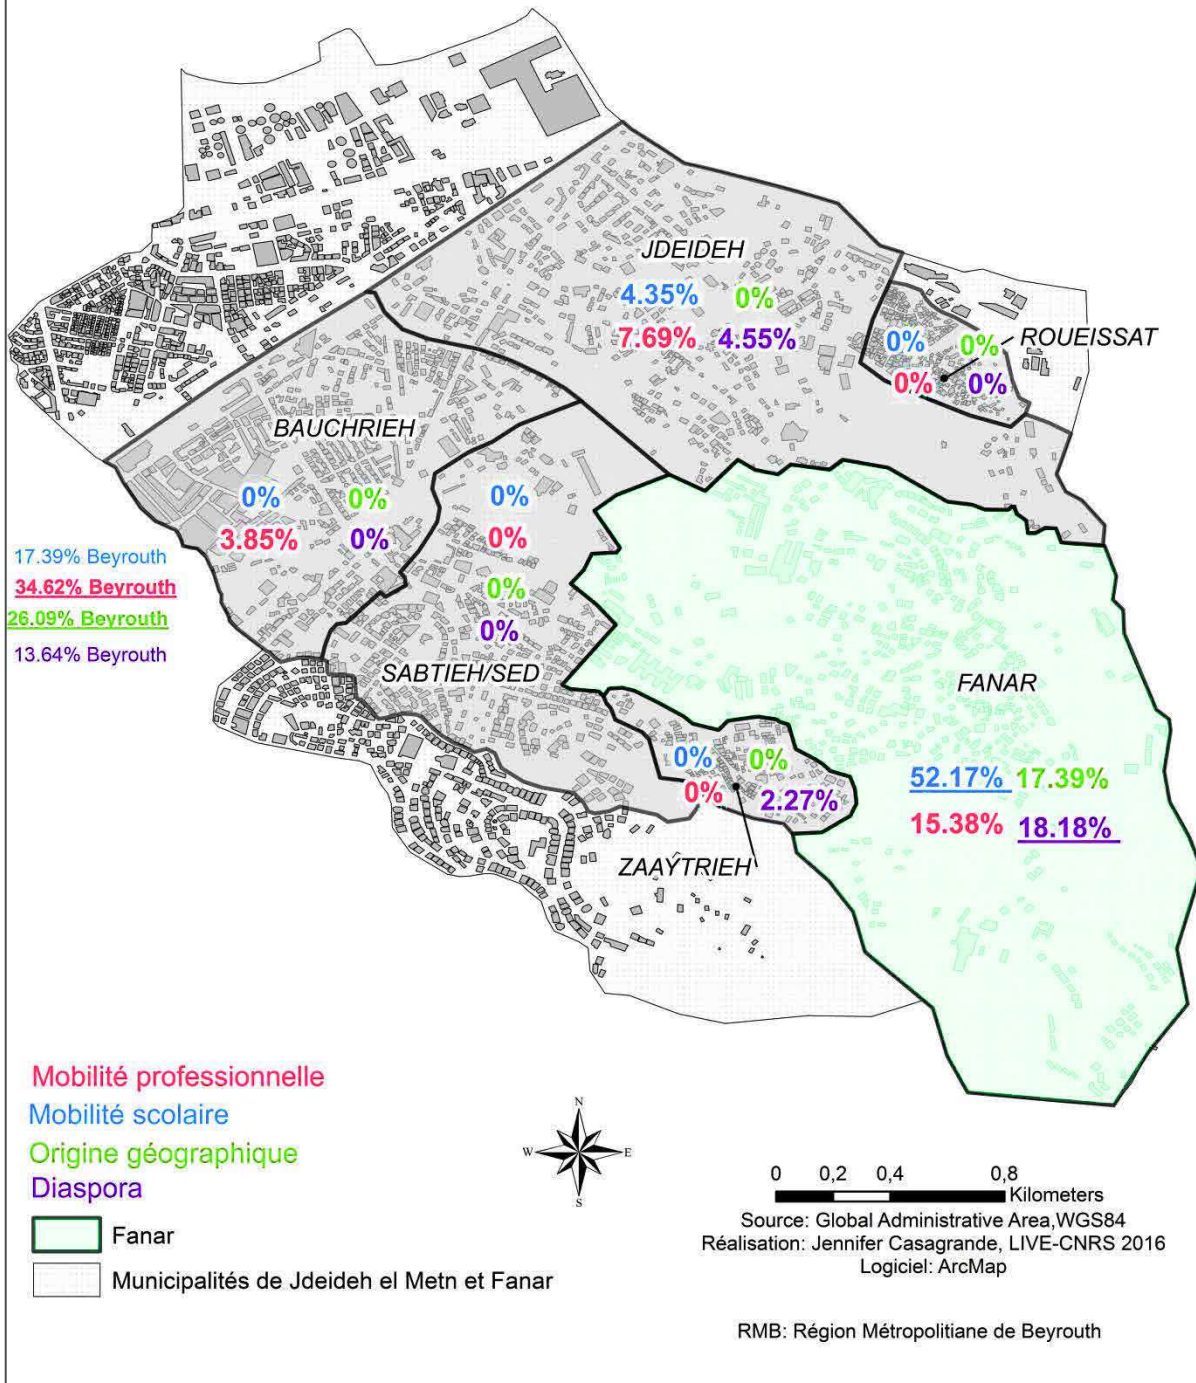 JDEIDEH
4.35% 0%
7.69% 4.55%
ROUEISSAT
0% 0%
0% 0%
BAUCHRIEH
0% 0%
3.85% 0%
0%
0%
0%
0%
SABTIEH/SED
17.39% Beyrouth
34.62% Beyrouth
26.09% Beyrouth
13.64% Beyrouth
FANAR
52.17% 17.39%
15.38% 18.18%
0% 0%
0% 2.27%
ZAAÝTRIEH
Mobilité professionnelle
Mobilité scolaire
Origine géographique
Diaspora
Fanar
Municipalités de Jdeideh el Metn et Fanar
N
W E
S
0 0,2 0,4 0,8
Kilometers
Source: Global Administrative Area,WGS84
Réalisation: Jennifer Casagrande, LIVE-CNRS 2016
Logiciel: ArcMap
RMB: Région Métropolitiane de Beyrouth